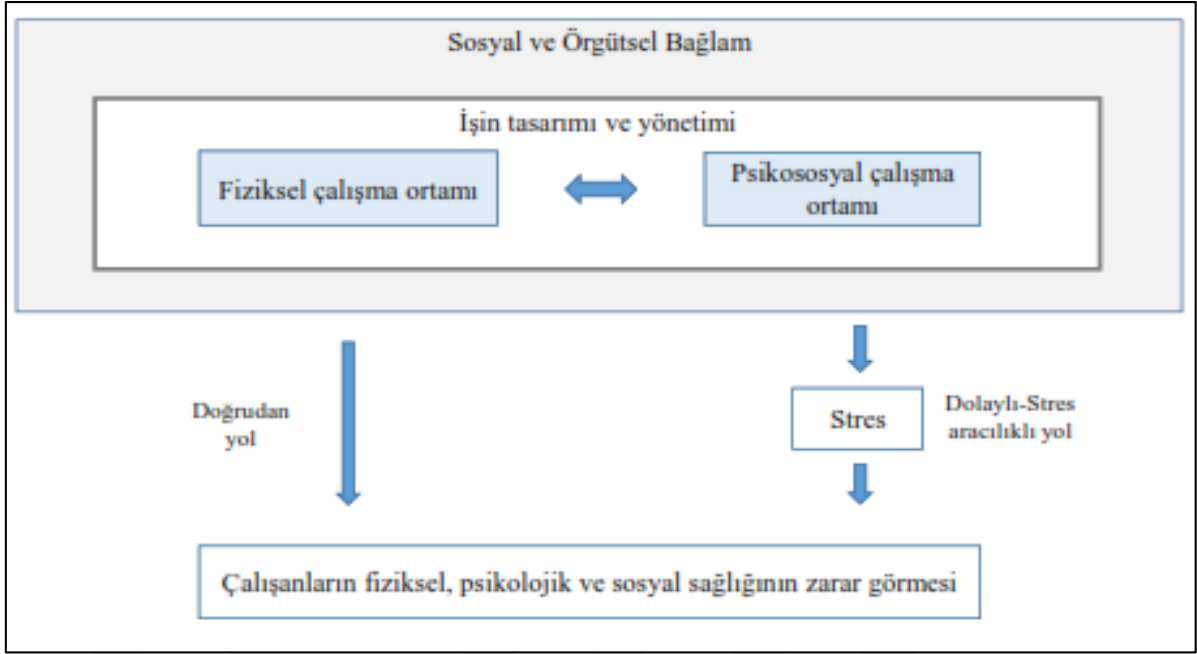 Sosyal ve Örgütsel Bağlam
İşin tasarımı ve yönetimi
Fiziksel çalışma ortamı
Psikososyal çalışma
ortamı
Doğrudan
yol
Stres
Dolaylı-Stres
aracılıklı yol
Çalışanların fiziksel, psikolojik ve sosyal sağlığının zarar görmesi